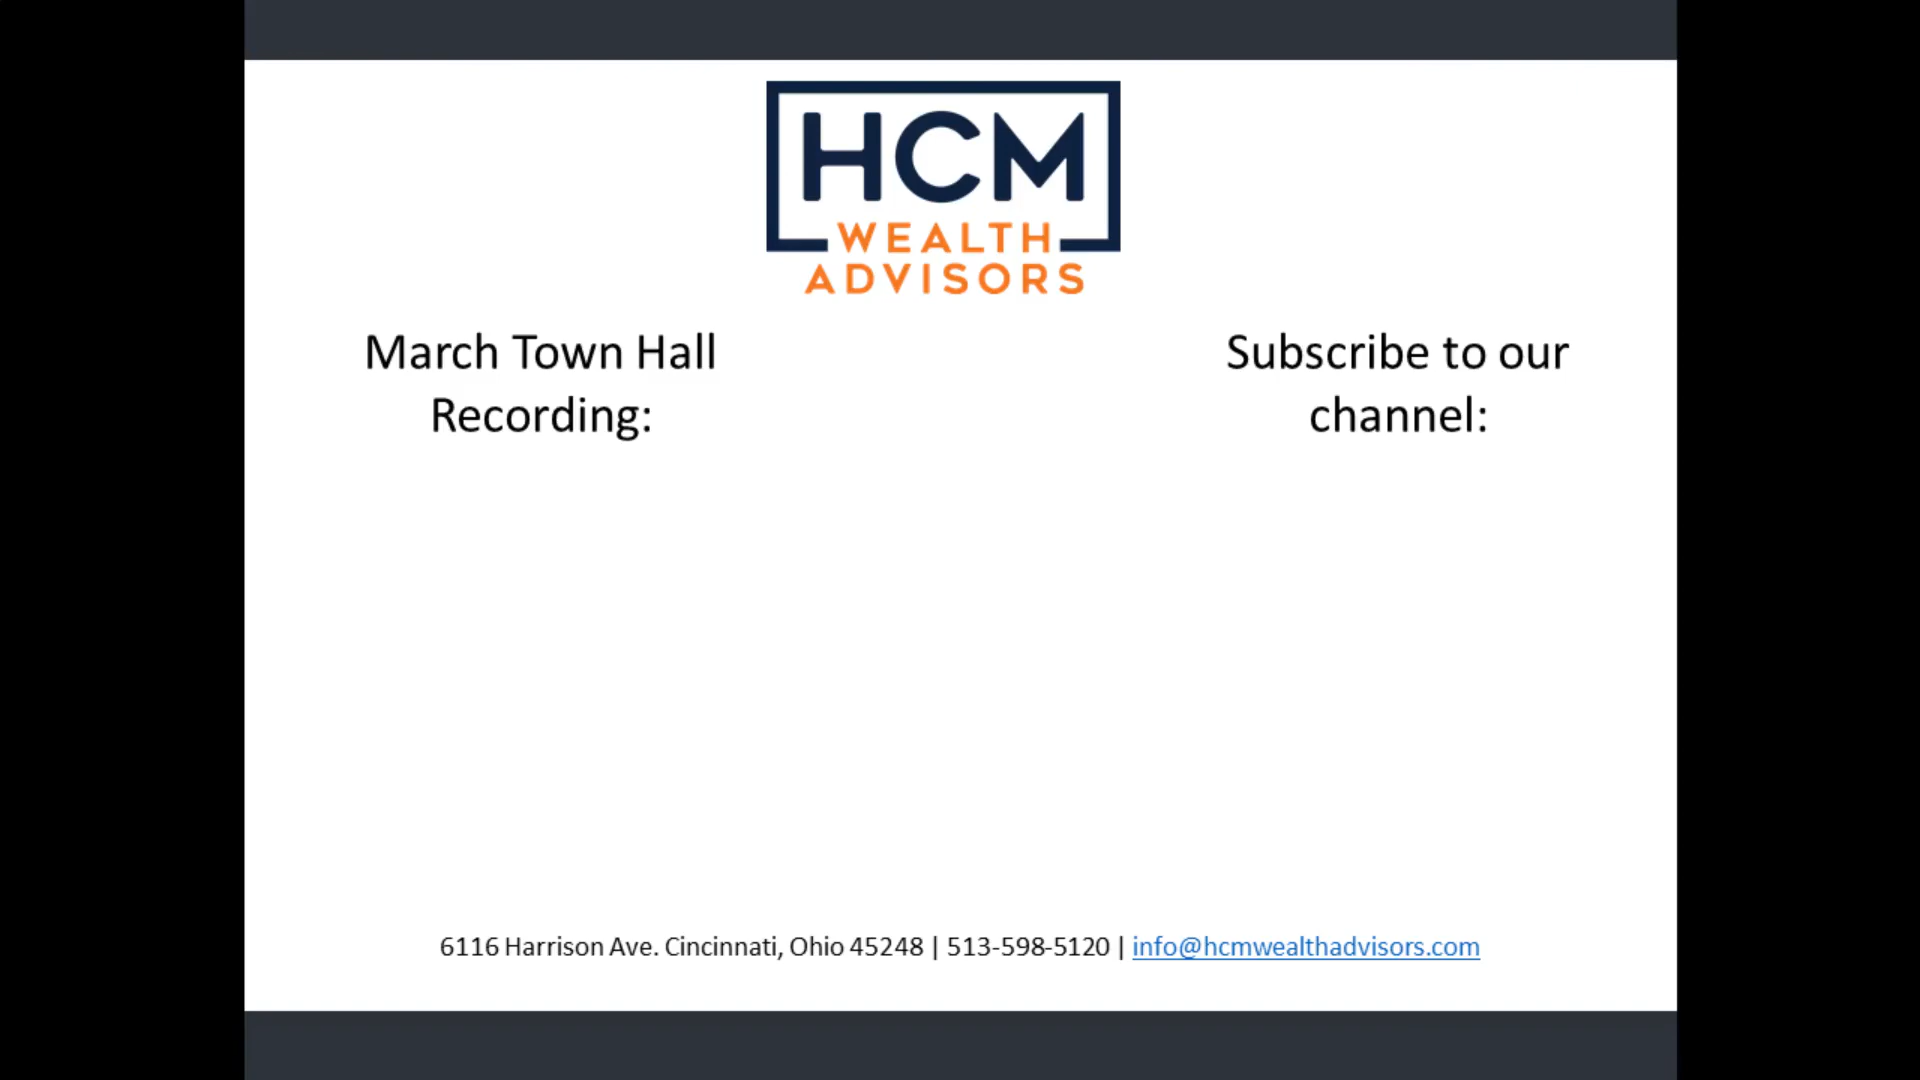 HCM
WEALTH
ADVISORS
March Town Hall
Recording:
Subscribe to our
channel:
6116 Harrison Ave. Cincinnati, Ohio 45248 | 513-598-5120 | info@hcmwealthadvisors.com